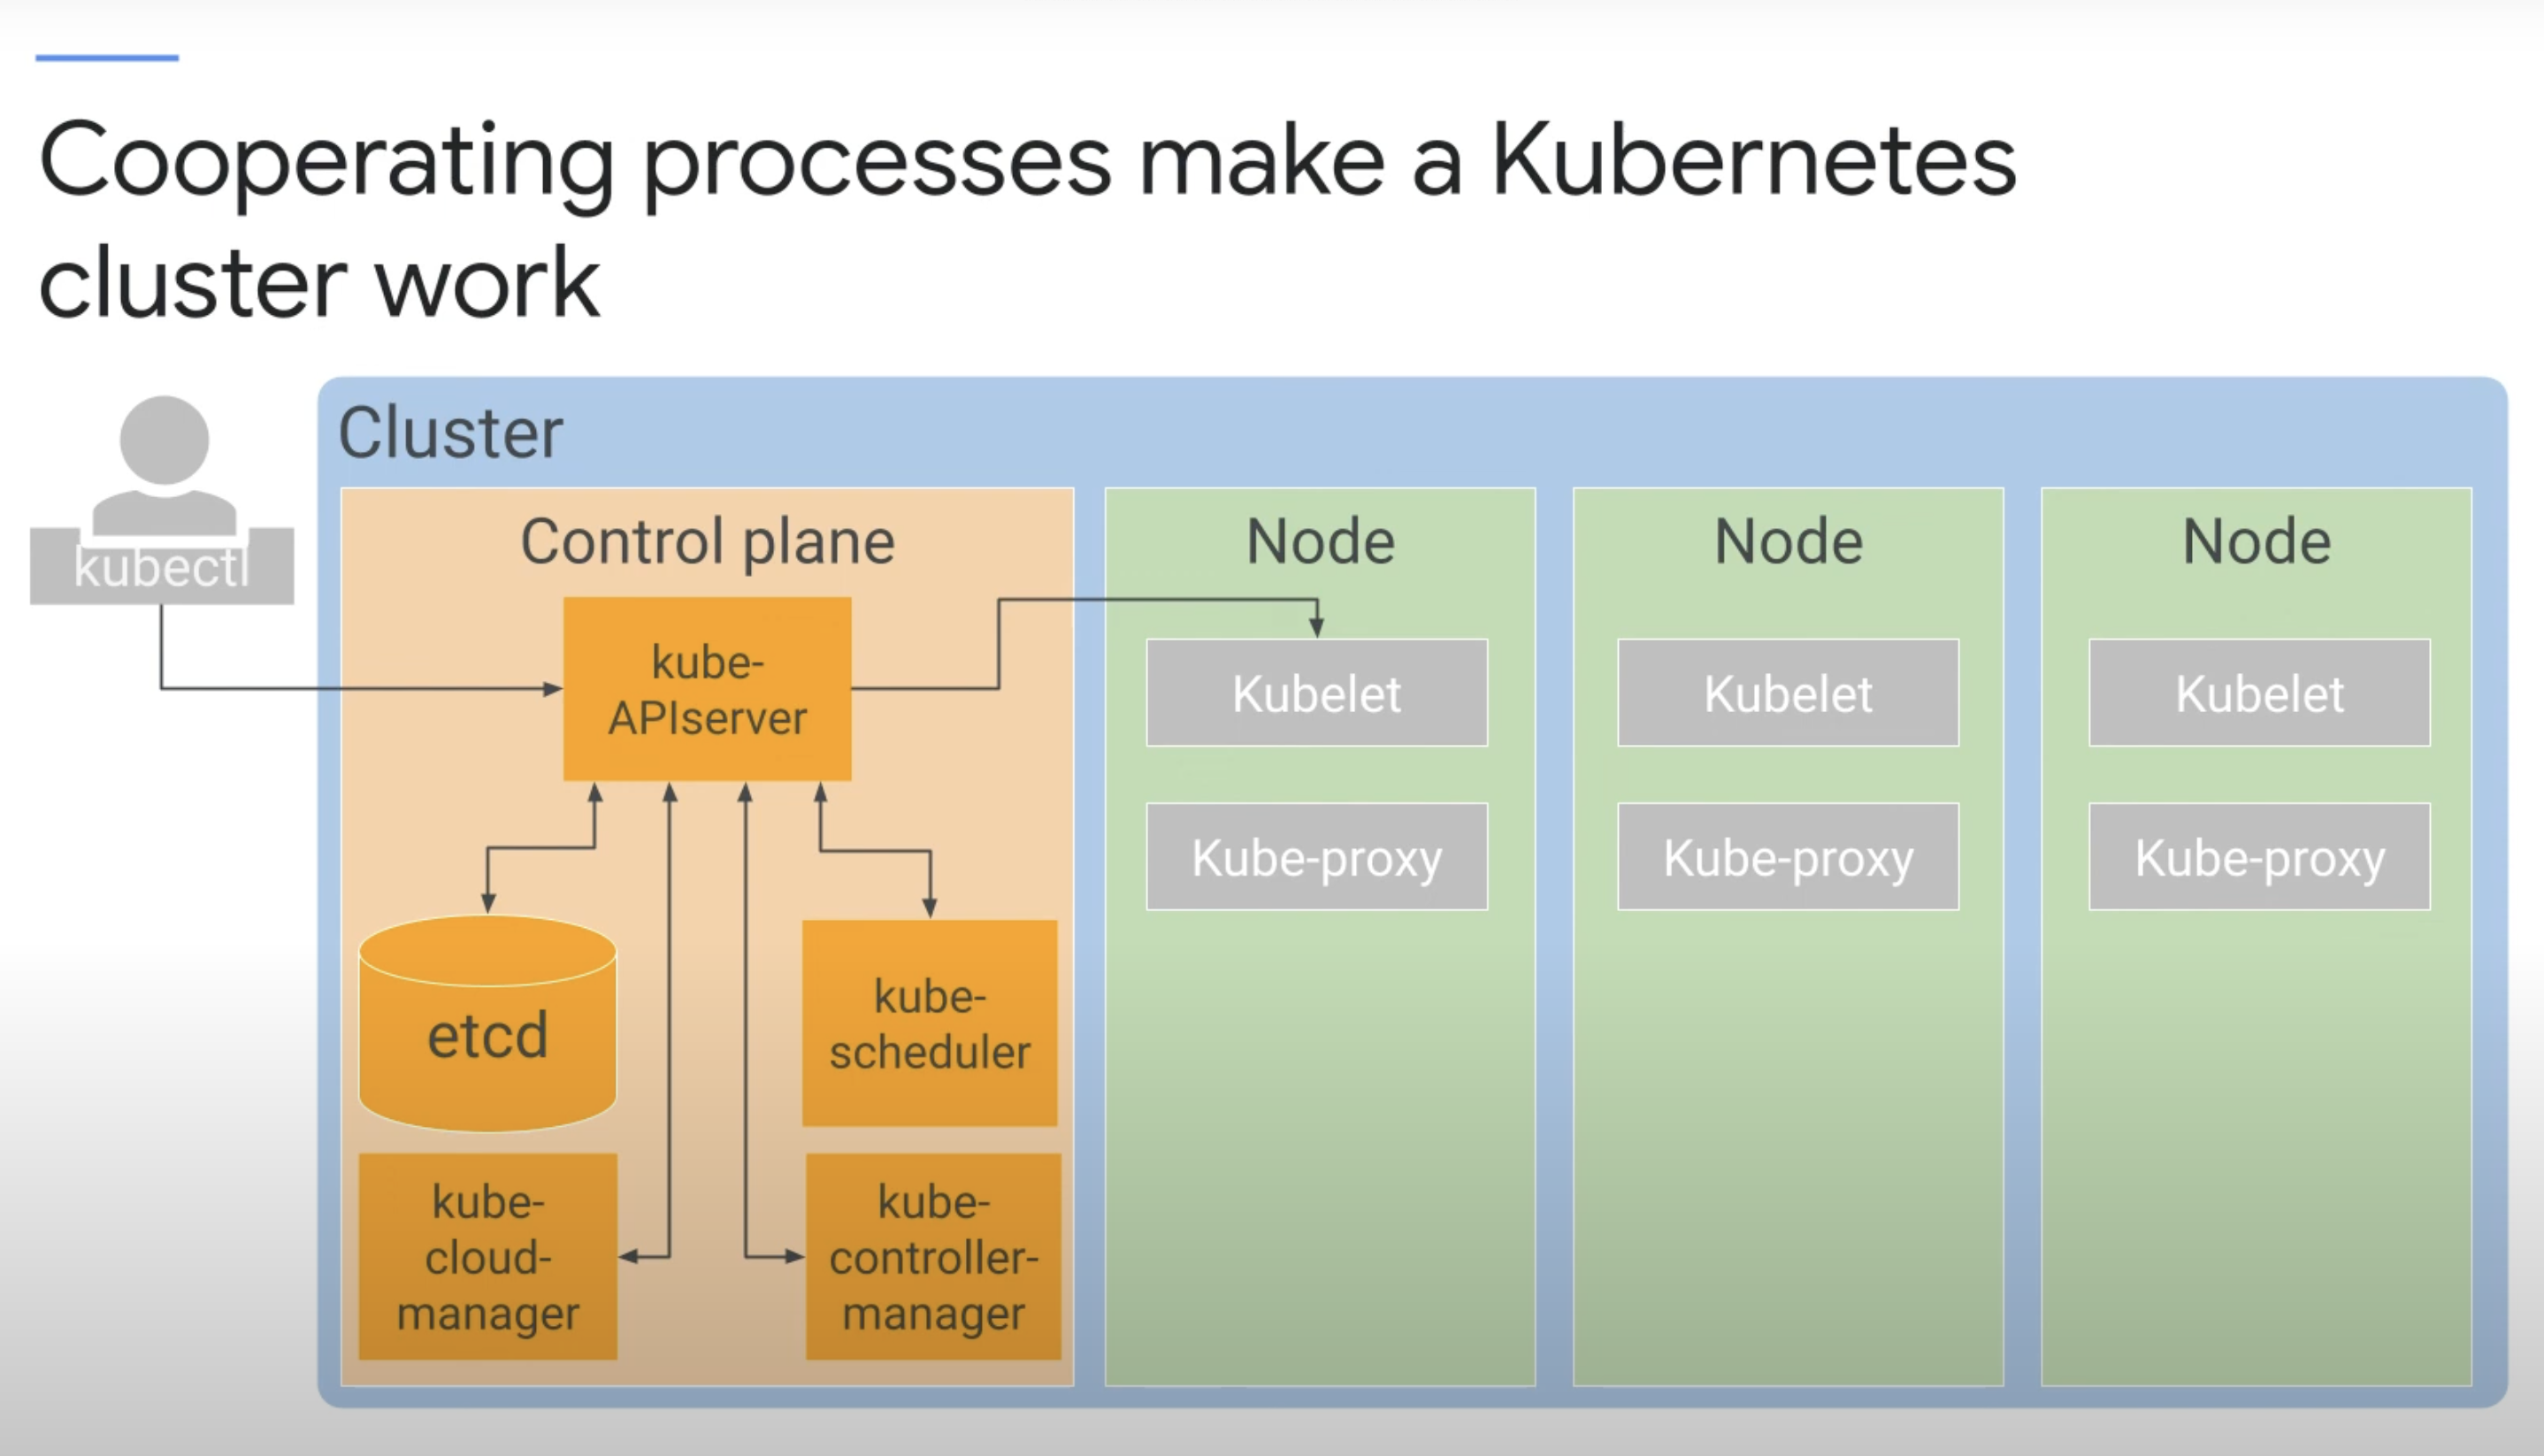 Cooperating processes make a Kubernetes
cluster work
kubectl
Cluster
Control plane
kube-
APIserver
etcd
kube-
scheduler
kube-
cloud-
manager
kube-
controller-
manager
Node
Kubelet
Kube-proxy
Node
Kubelet
Kube-proxy
Node
Kubelet
Kube-proxy